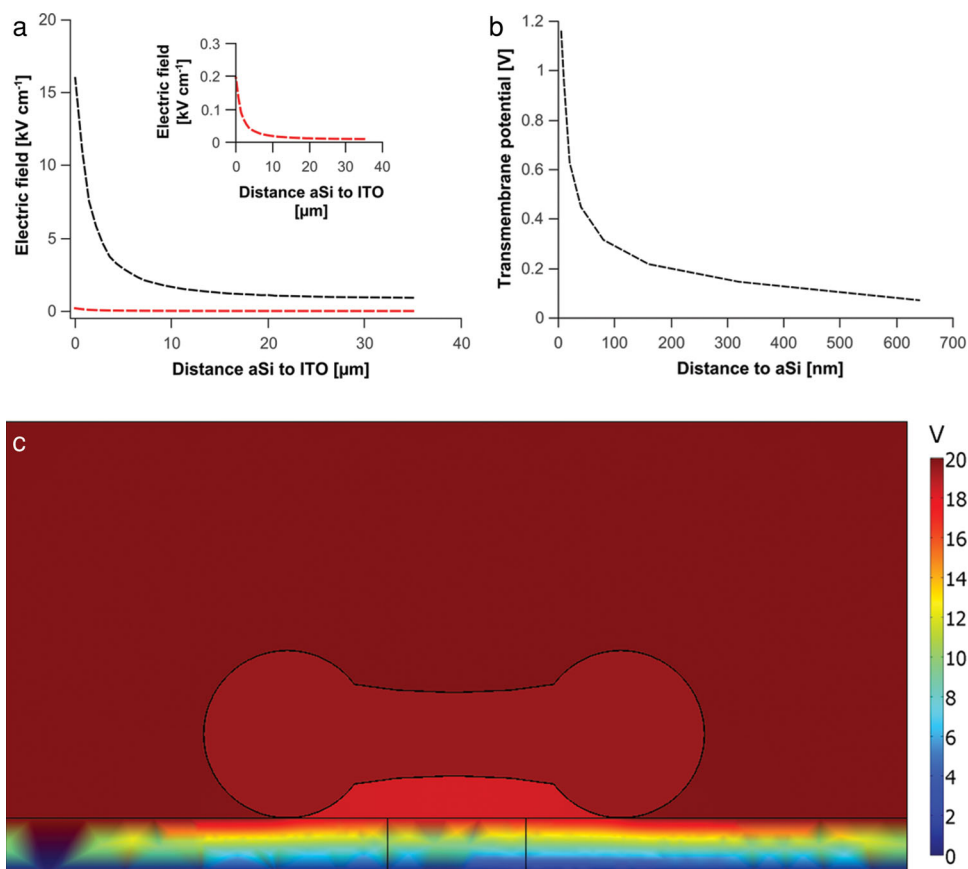 a
20
15
10
5
0
Electric field [kV cm-1]
0 10 20 30 40
Distance aSi to ITO [µm]
0.3
0.2
0.1
0
Electric field
[kV cm-1]
0 10 20 30 40
Distance aSi to ITO
[µm]
b
1.2
1
0.8
0.6
0.4
0.2
0
Transmembrane potential [V]
0 100 200 300 400 500 600 700
Distance to aSi [nm]
c
V
20
18
16
14
12
10
8
6
4
2
0